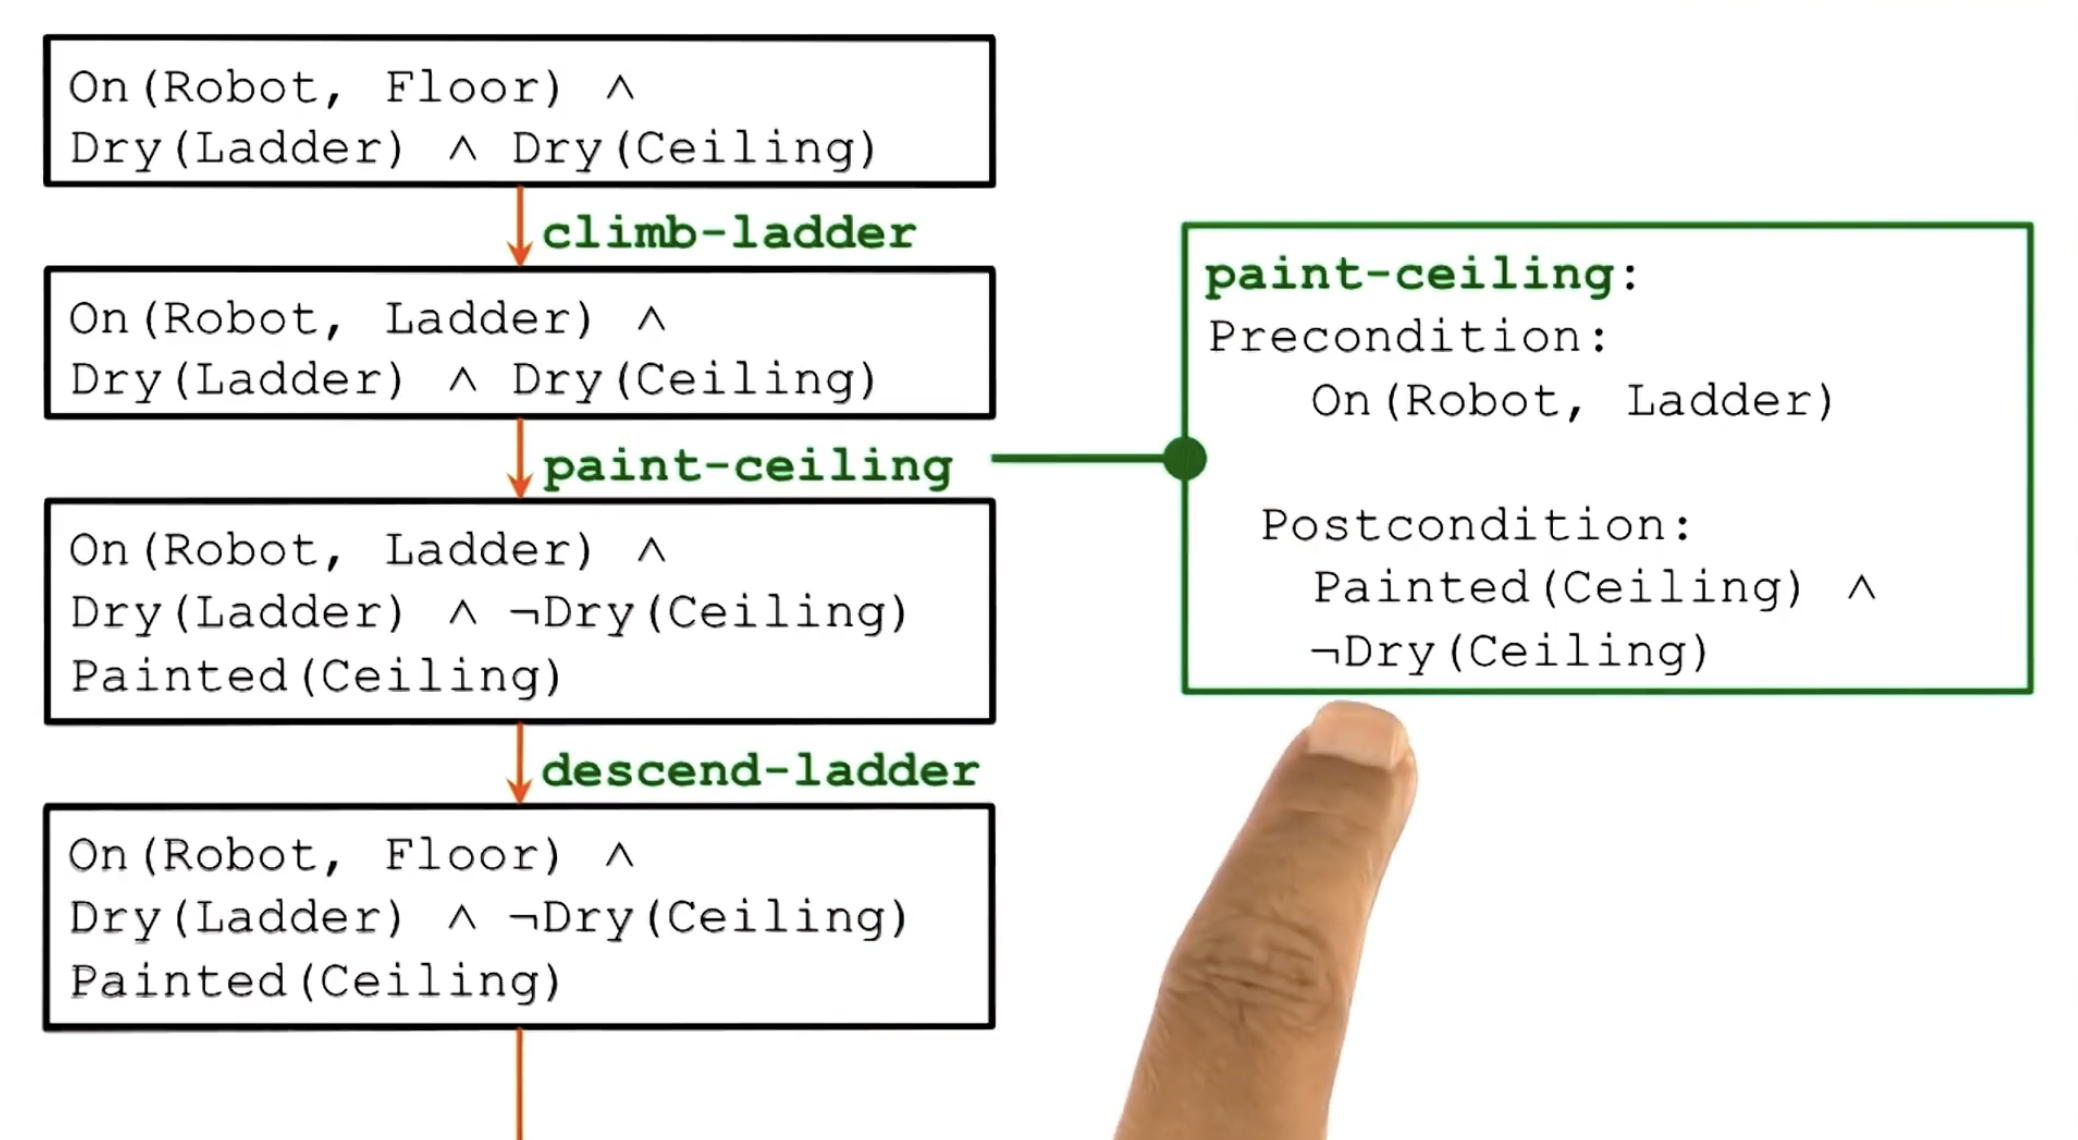 On(Robot, Floor) ∧
Dry(Ladder) ∧ Dry(Ceiling)
climb-ladder
On(Robot, Ladder) ∧
Dry(Ladder) ∧ Dry(Ceiling)
paint-ceiling
On(Robot, Ladder) ∧
Dry(Ladder) ∧ ¬Dry(Ceiling)
Painted(Ceiling)
descend-ladder
On(Robot, Floor) ∧
Dry(Ladder) ∧ ¬Dry(Ceiling)
Painted(Ceiling)
paint-ceiling:
Precondition:
On(Robot, Ladder)
Postcondition:
Painted(Ceiling) ∧
¬Dry(Ceiling)